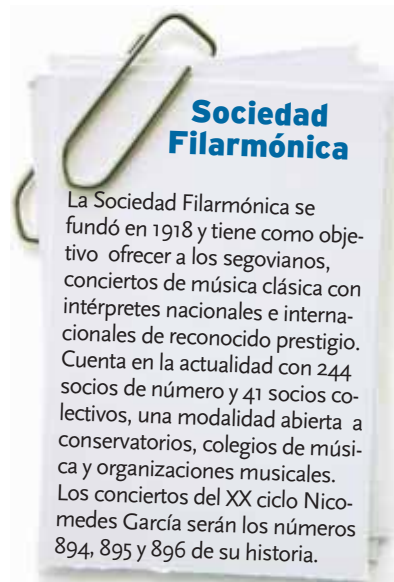 Sociedad
Filarmónica
La Sociedad Filarmónica se
fundó en 1918 y tiene como obje-
tivo ofrecer a los segovianos,
conciertos de música clásica con
intérpretes nacionales e interna-
cionales de reconocido prestigio.
Cuenta en la actualidad con 244
socios de número y 41 socios co-
lectivos, una modalidad abierta a
conservatorios, colegios de músi-
ca y organizaciones musicales.
Los conciertos del XX ciclo Nico-
medes García serán los números
894, 895 y 896 de su historia.